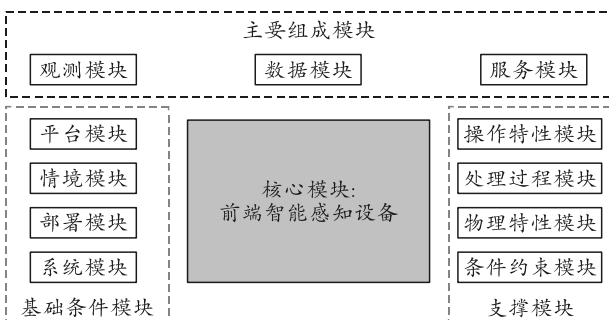 主要组成模块
观测模块
数据模块
服务模块
平台模块
情境模块
部署模块
系统模块
基础条件模块
核心模块:
前端智能感知设备
操作特性模块
处理过程模块
物理特性模块
条件约束模块
支撑模块